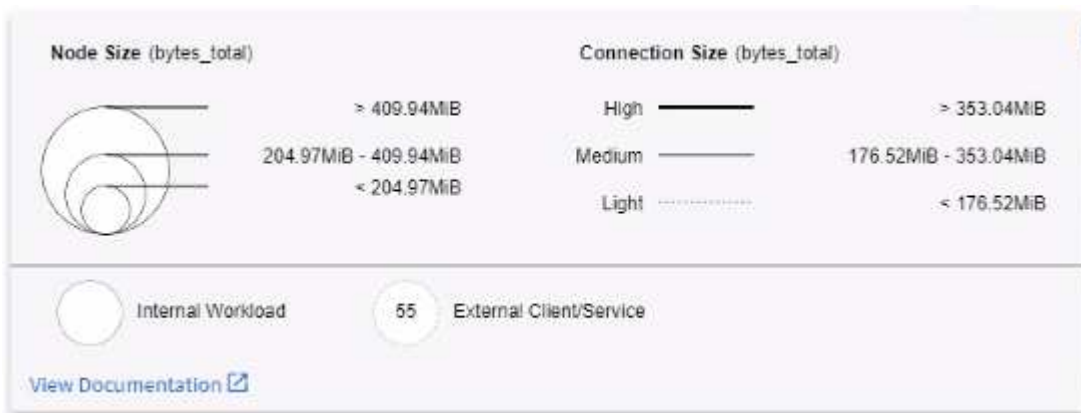 Node Size (bytes_total)
> 409.94MiB
204.97MiB - 409.94MiB
< 204.97MiB
Connection Size (bytes_total)
High > 353.04MiB
Medium 176.52MiB - 353.04MiB
Light < 176.52MiB
Internal Workload
55 External Client/Service
View Documentation